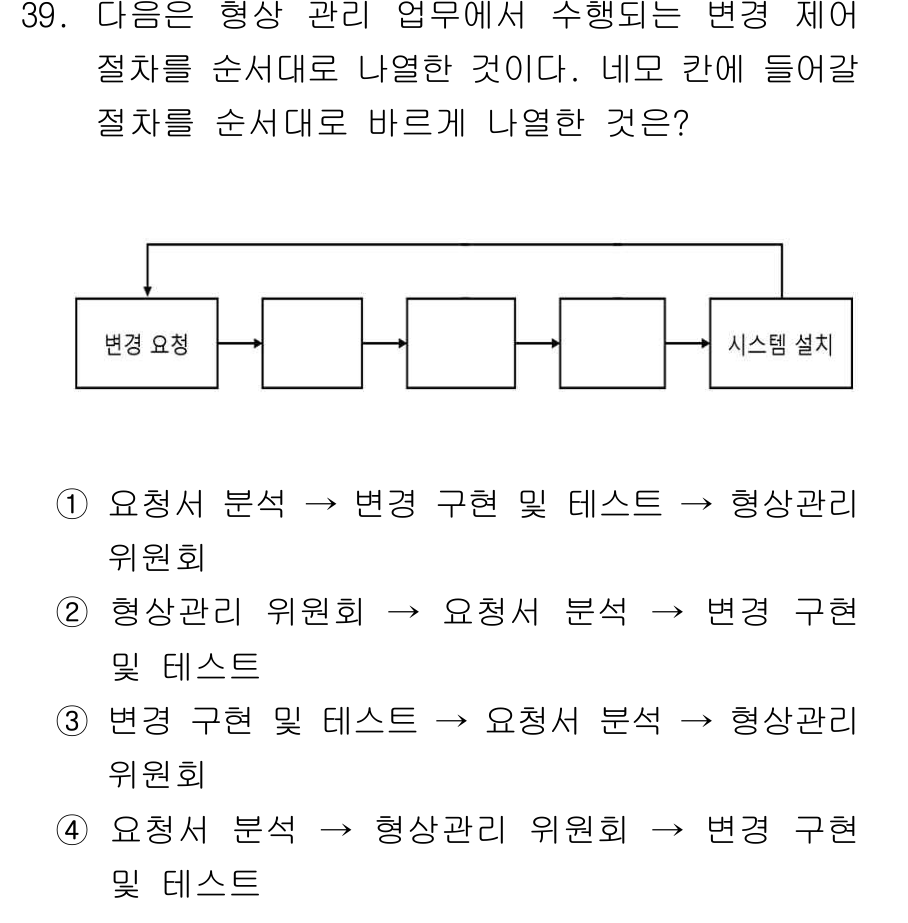 39. 다음은 형상 관리 업무에서 수행되는 변경 제어
절차를 순서대로 나열한 것이다. 네모 칸에 들어갈
절차를 순서대로 바르게 나열한 것은?
변경 요청
시스템 설치
① 요청서 분석 → 변경 구현 및 테스트 → 형상관리
위원회
② 형상관리 위원회 → 요청서 분석 → 변경 구현
및 테스트
③ 변경 구현 및 테스트 → 요청서 분석 → 형상관리
위원회
④ 요청서 분석 → 형상관리 위원회 → 변경 구현
및 테스트